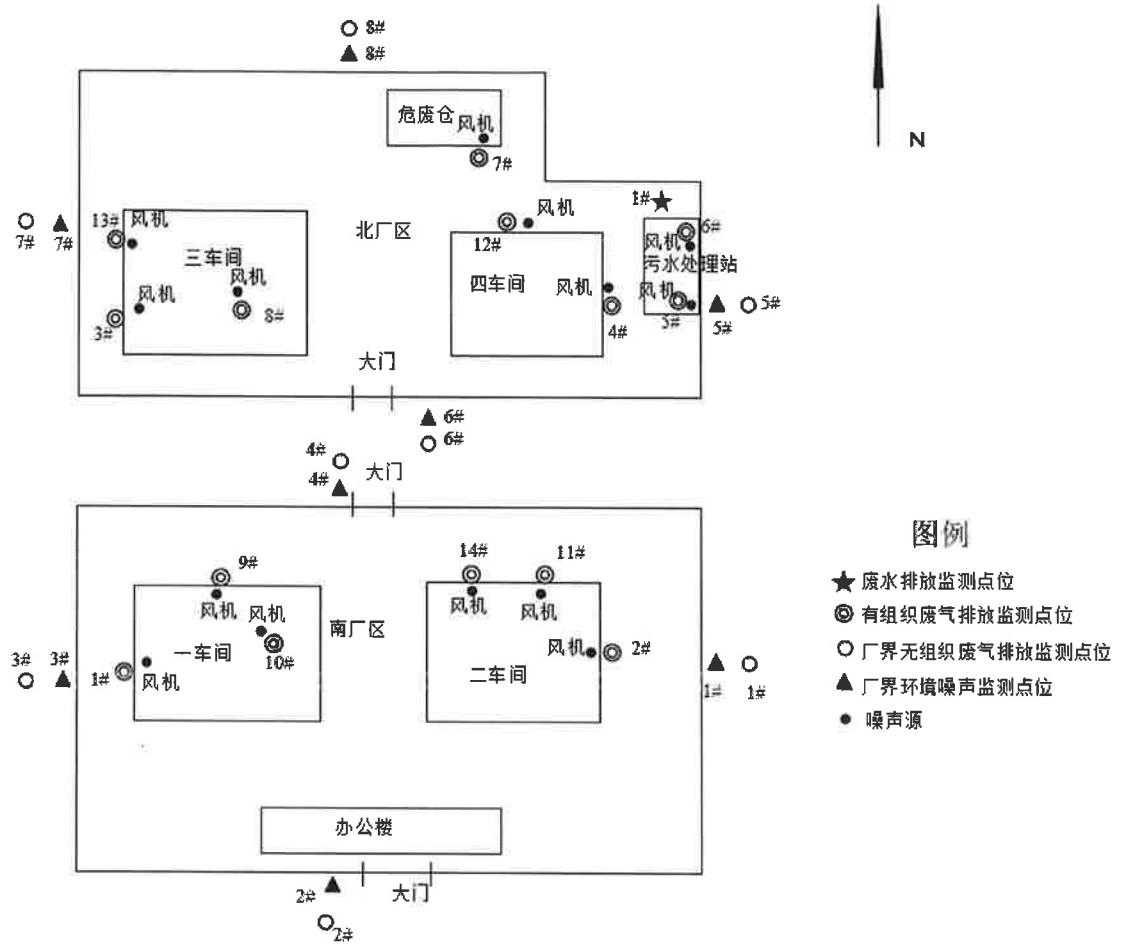 8#
8#
危废仓
风机
7#
N
1#
13#
风机
风机
6#
7#
7#
三车间
北厂区
12#
四车间
风机
污水处理站
风机
风机
风机
风机
3#
8#
4#
5#
5#
5#
大门
6#
6#
4#
4#
大门
图例
9#
14#
11#
废水排放监测点位
风机
风机
风机
风机
有组织废气排放监测点位
南厂区
3#
3#
一车间
10#
风机
2#
厂界无组织废气排放监测点位
1#
风机
二车间
1#
1#
厂界环境噪声监测点位
噪声源
办公楼
2#
大门
2#